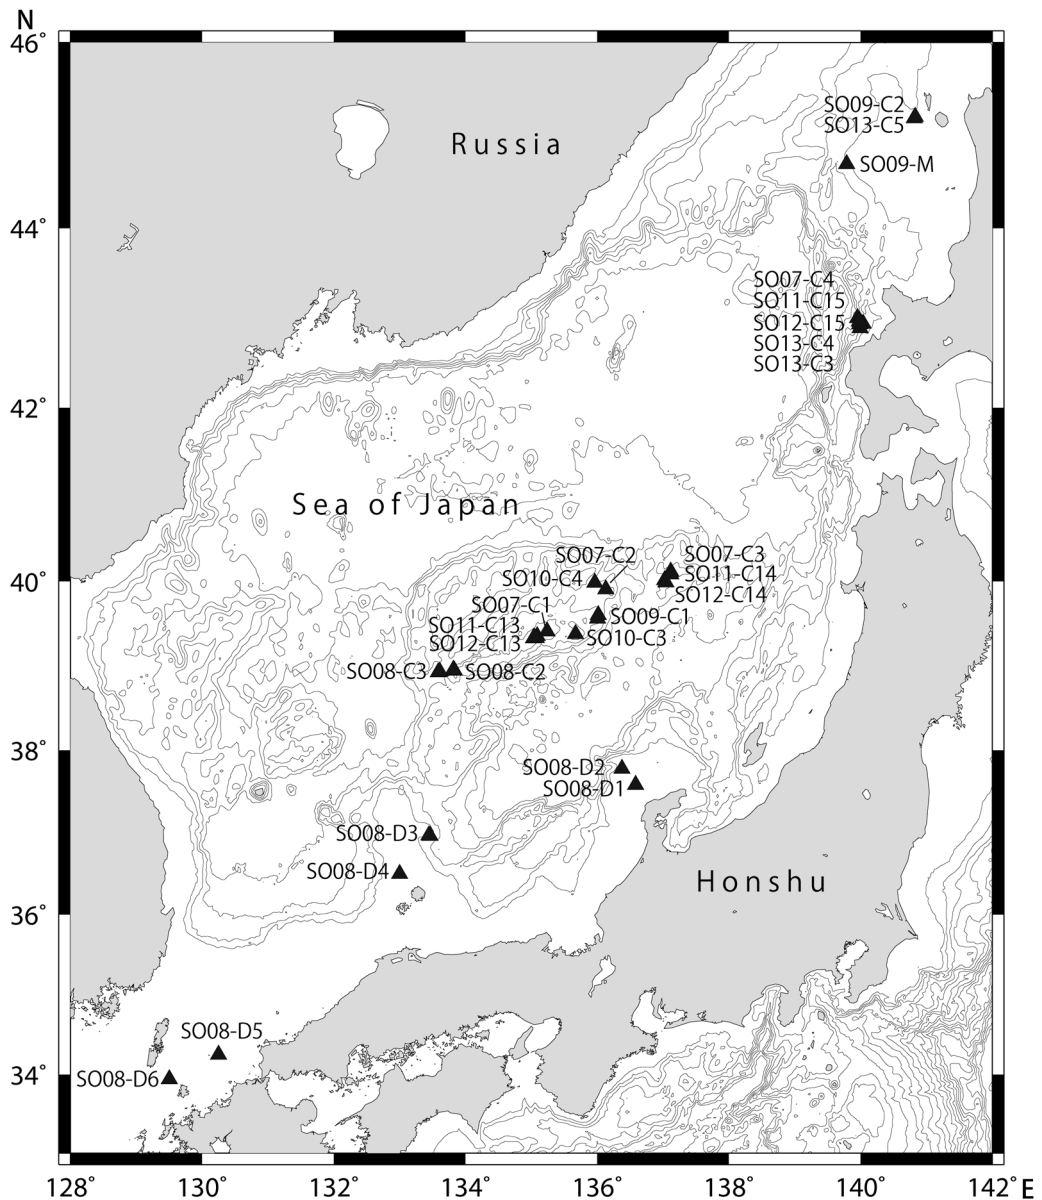 N
46°
SO09-C2
SO13-C5
Russia
SO09-M
44°
SO07-C4
SO11-C15
SO12-C15
SO13-C4
SO13-C3
42°
Sea of Japan
SO07-C2
SO07-C3
SO10-C4
SO11-C14
40°
SO12-C14
SO07-C1
SO09-C1
SO11-C13
SO10-C3
SO12-C13
SO08-C3
SO08-C2
38°
SO08-D2
SO08-D1
SO08-D3
SO08-D4
Honshu
36°
SO08-D5
34°
SO08-D6
128° 130° 132° 134° 136° 138° 140° 142° E